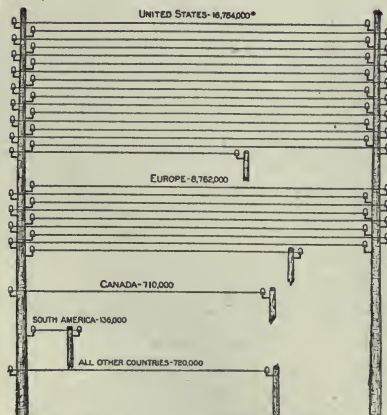 UNITED STATES-16,754,000*
EUROPE-8,762,000
CANADA-710,000
SOUTH AMERICA-136,000
ALL OTHER COUNTRIES-720,000